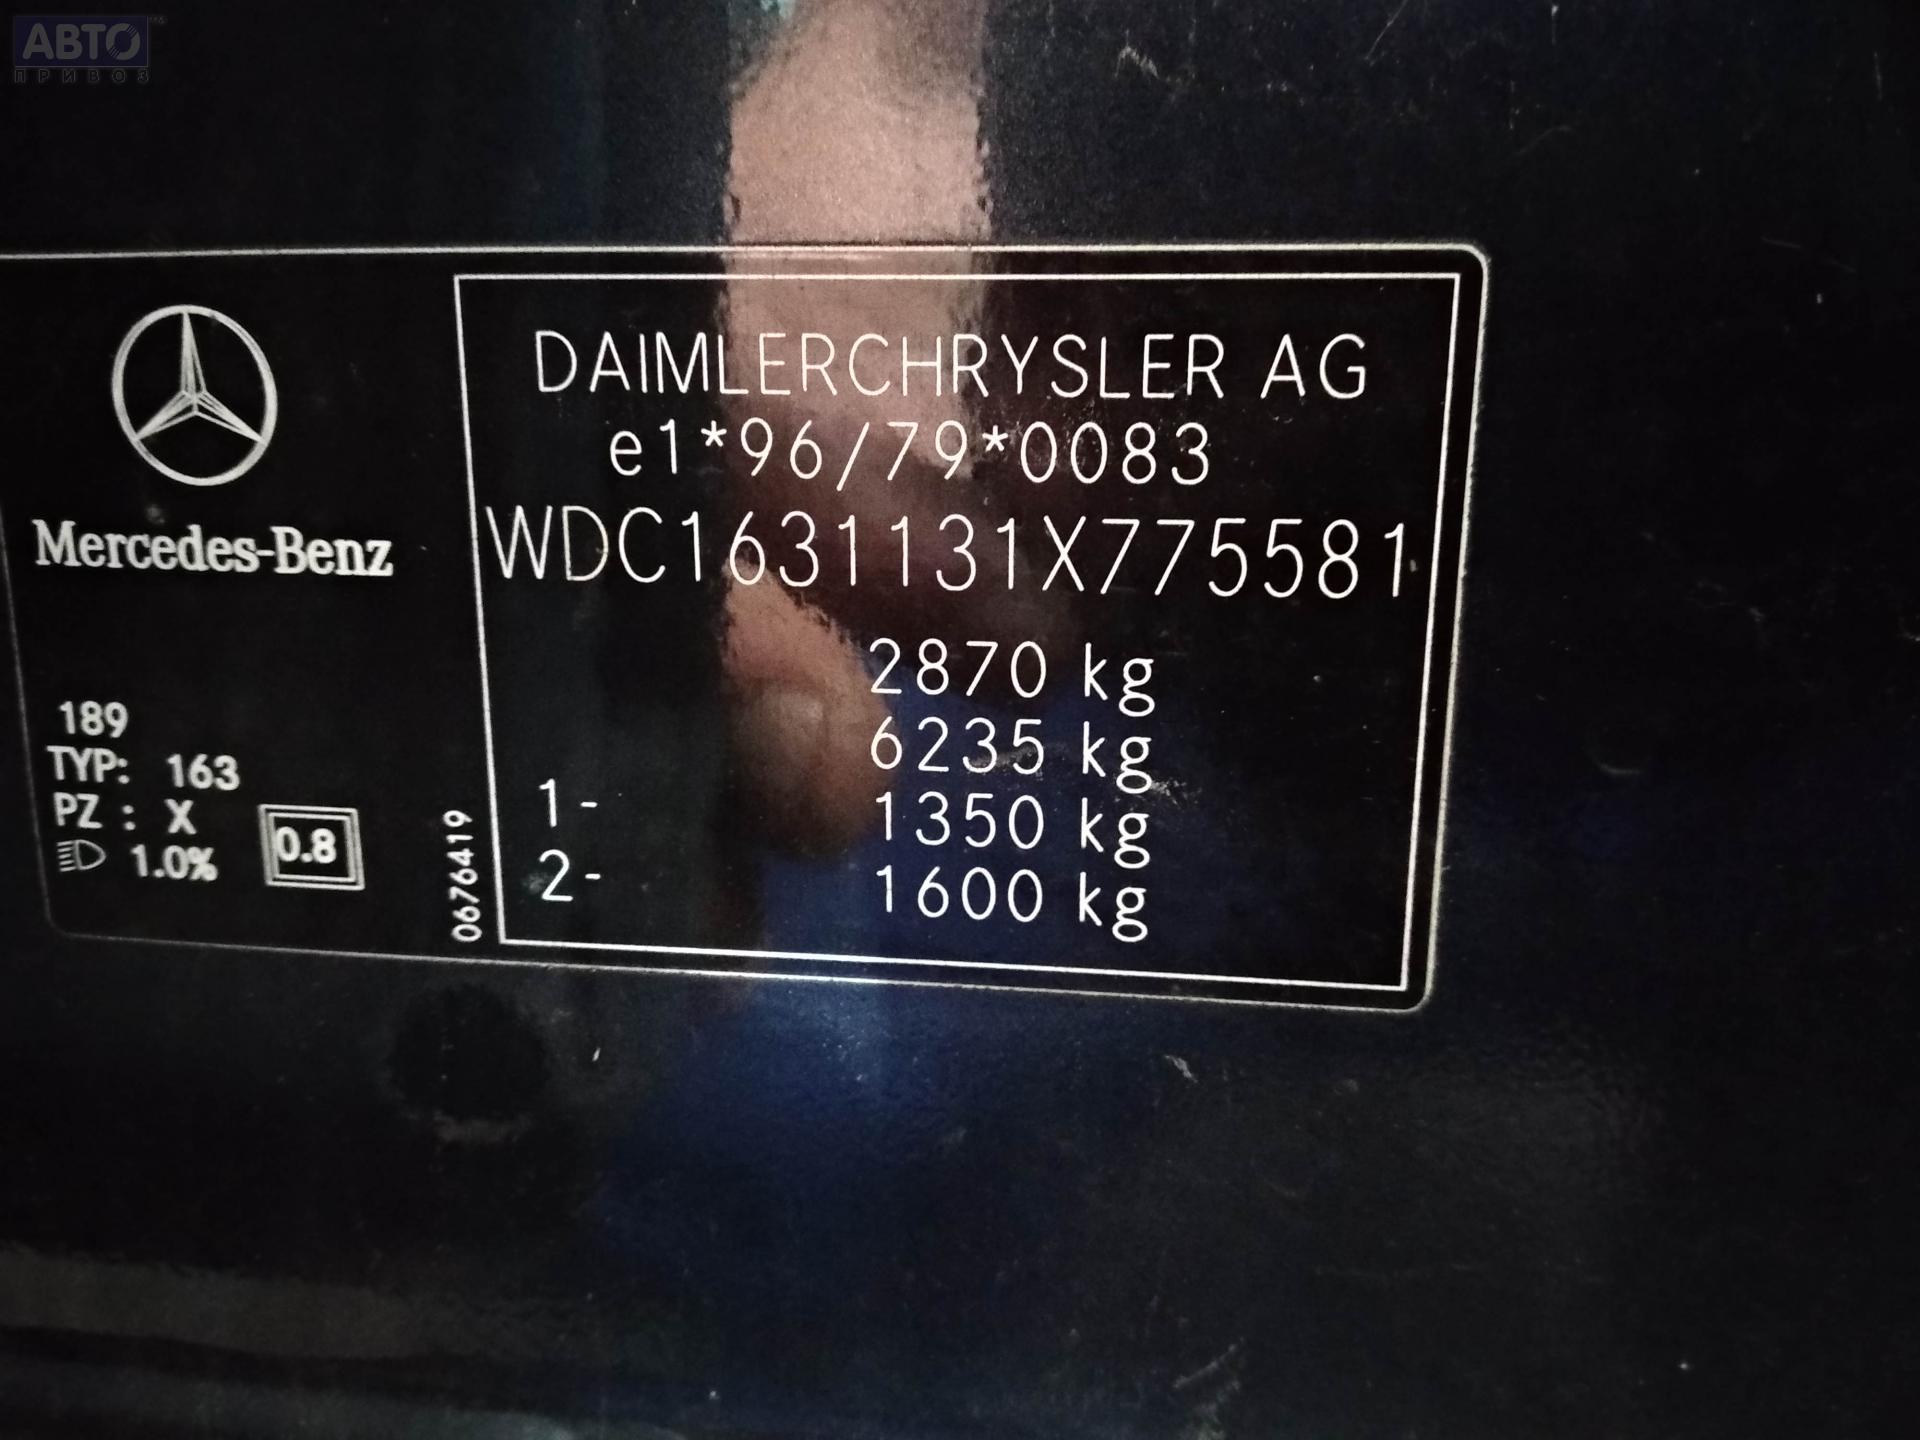 АВТО
ПРИВОЗ
DAIMLERCHRYSLER AG
e1*96/79*0083
WDC1631131X775581
Mercedes-Benz
2870 kg
6235 kg
1- 1350 kg
2- 1600 kg
189
TYP: 163
PZ : X
1.0%
0.8
0676419